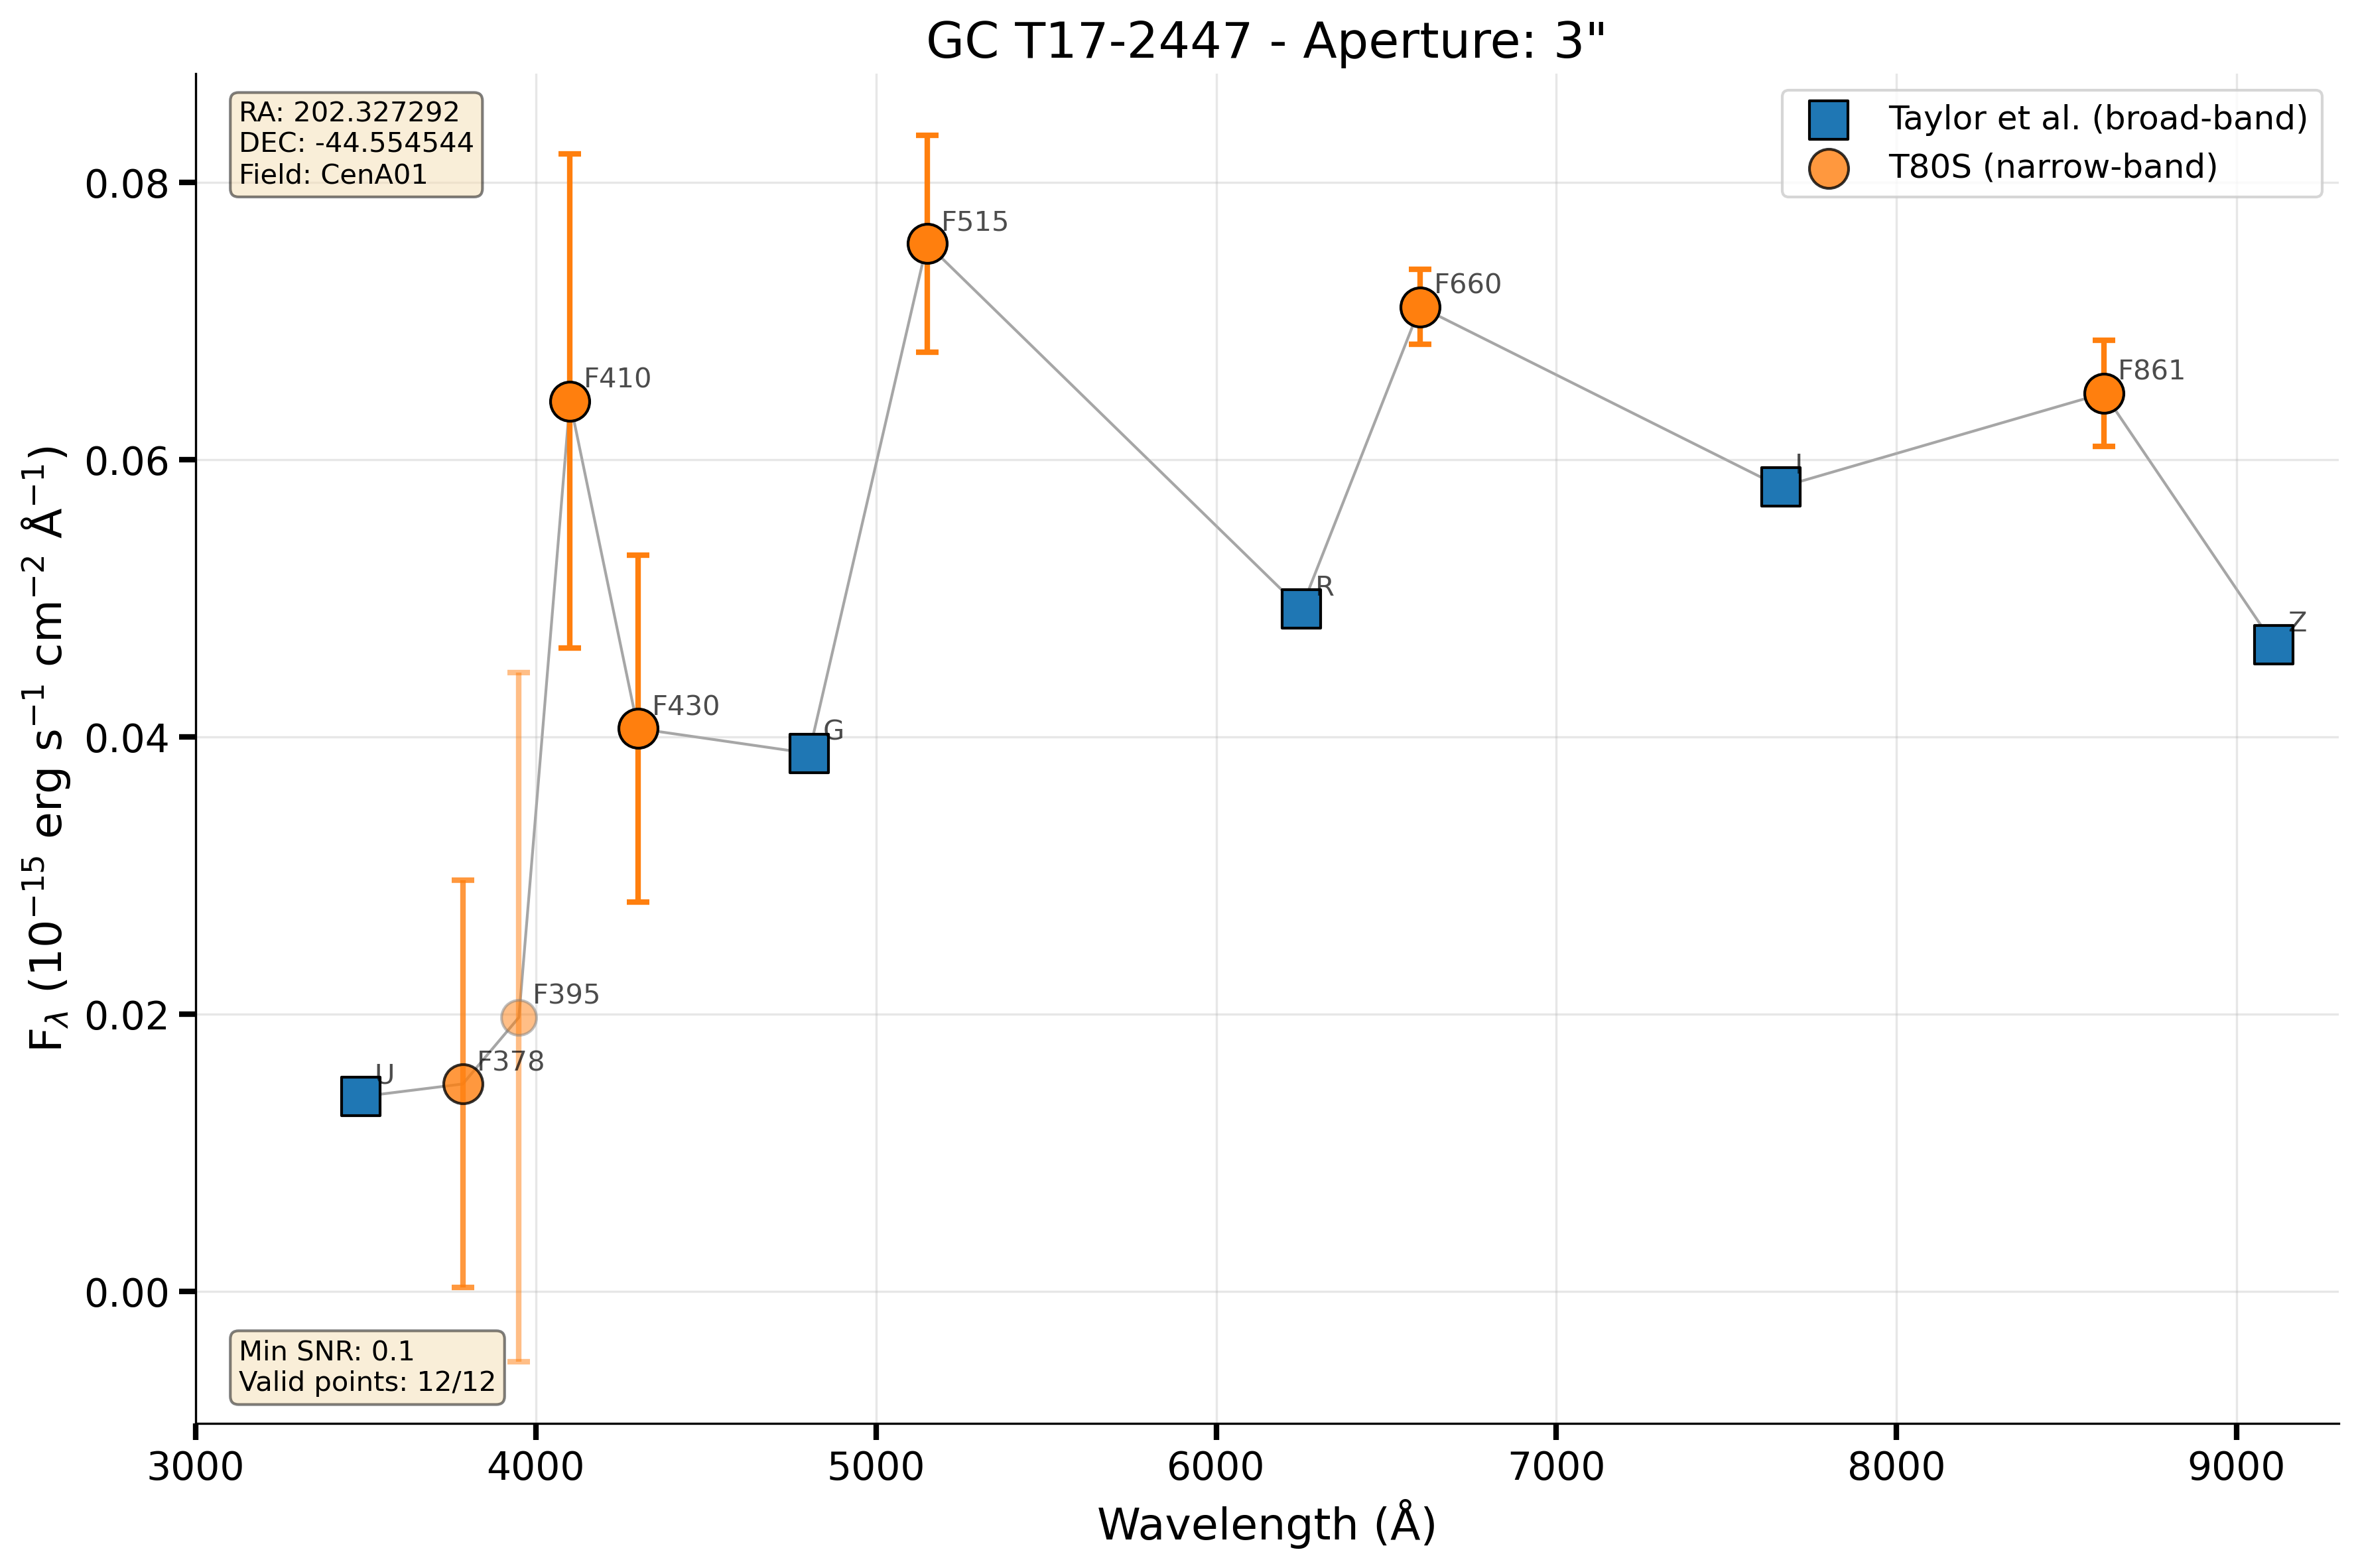 GC T17-2447 - Aperture: 3"
RA: 202.327292
DEC: -44.554544
Field: CenA01
Taylor et al. (broad-band)
T80S (narrow-band)
F515
F660
F410
F861
I
R
Z
F430
G
F395
F378
U
0.08
0.06
0.04
0.02
0.00
Fλ (10⁻¹⁵ erg s⁻¹ cm⁻² Å⁻¹)
Min SNR: 0.1
Valid points: 12/12
3000 4000 5000 6000 7000 8000 9000
Wavelength (Å)